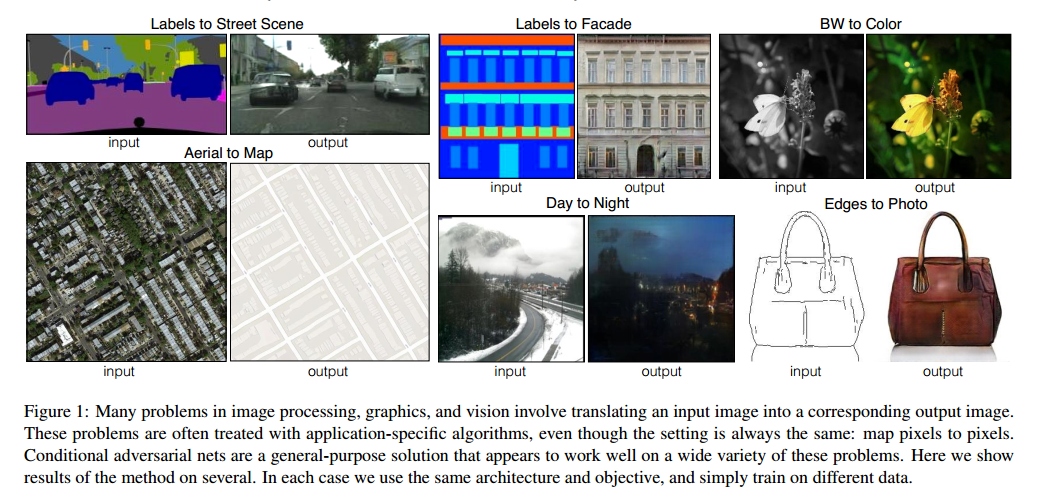 Labels to Street Scene
input
output
Aerial to Map
input
output
Labels to Facade
input
output
BW to Color
input
output
Day to Night
input
output
Edges to Photo
input
output
Figure 1: Many problems in image processing, graphics, and vision involve translating an input image into a corresponding output image.
These problems are often treated with application-specific algorithms, even though the setting is always the same: map pixels to pixels.
Conditional adversarial nets are a general-purpose solution that appears to work well on a wide variety of these problems. Here we show
results of the method on several. In each case we use the same architecture and objective, and simply train on different data.